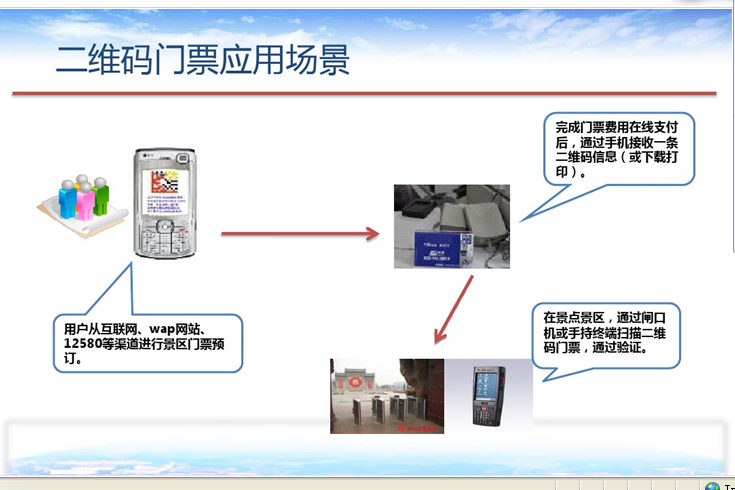 二维码门票应用场景
完成门票费用在线支付
后，通过手机接收一条
二维码信息（或下载打
印）。
用户从互联网、wap网站、
12580等渠道进行景区门票预
订。
在景点景区，通过闸口
机或手持终端扫描二维
码门票，通过验证。